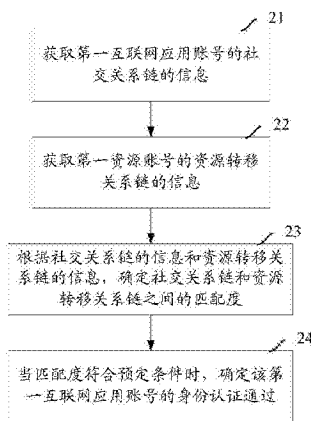 21
获取第一互联网应用账号的社
交关系链的信息
22
获取第一资源账号的资源转移
关系链的信息
23
根据社交关系链的信息和资源转移关
系链的信息，确定社交关系链和资源
转移关系链之间的匹配度
24
当匹配度符合预定条件时，确定该第
一互联网应用账号的身份认证通过